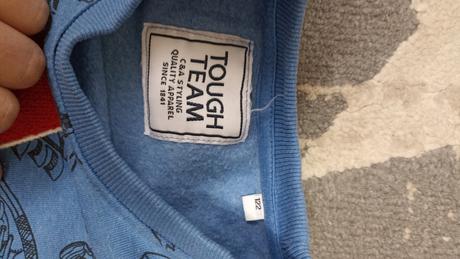 TOUGH
TEAM
C&A STYLING
QUALITY APPAREL
SINCE 1841
122